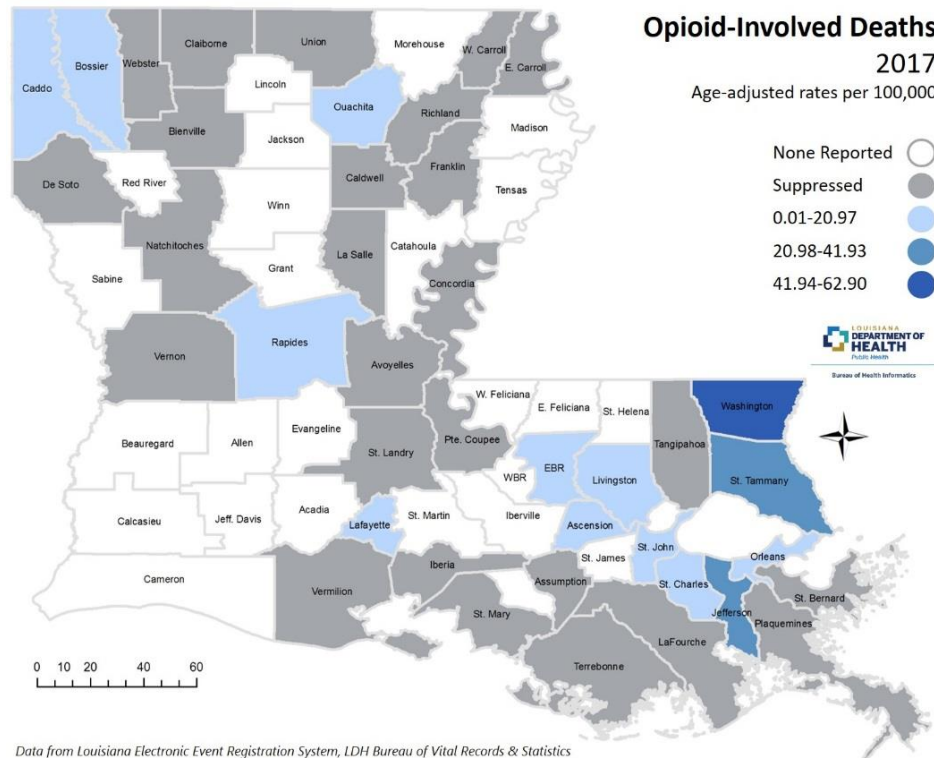 Opioid-Involved Deaths
2017
Age-adjusted rates per 100,000
None Reported
Suppressed
0.01-20.97
20.98-41.93
41.94-62.90
LOUISIANA
DEPARTMENT OF
HEALTH
Public Health
Bureau of Health Informatics
Caddo
Bossier
Webster
Claiborne
Union
Morehouse
W. Carroll
E. Carroll
Lincoln
Ouachita
Richland
Madison
Bienville
Jackson
Franklin
De Soto
Red River
Caldwell
Tensas
Winn
Natchitoches
La Salle
Catahoula
Sabine
Grant
Concordia
Vernon
Rapides
Avoyelles
W. Feliciana
E. Feliciana
St. Helena
Washington
Beauregard
Allen
Evangeline
St. Landry
Pte. Coupee
Tangipahoa
WBR
EBR
Livingston
St. Tammany
Calcasieu
Jeff. Davis
Acadia
Lafayette
St. Martin
Iberville
Ascension
St. James
St. John
Orleans
Cameron
Vermilion
Iberia
Assumption
St. Charles
St. Bernard
St. Mary
Jefferson
Plaquemines
LaFourche
Terrebonne
0 10 20 40 60
Data from Louisiana Electronic Event Registration System, LDH Bureau of Vital Records & Statistics